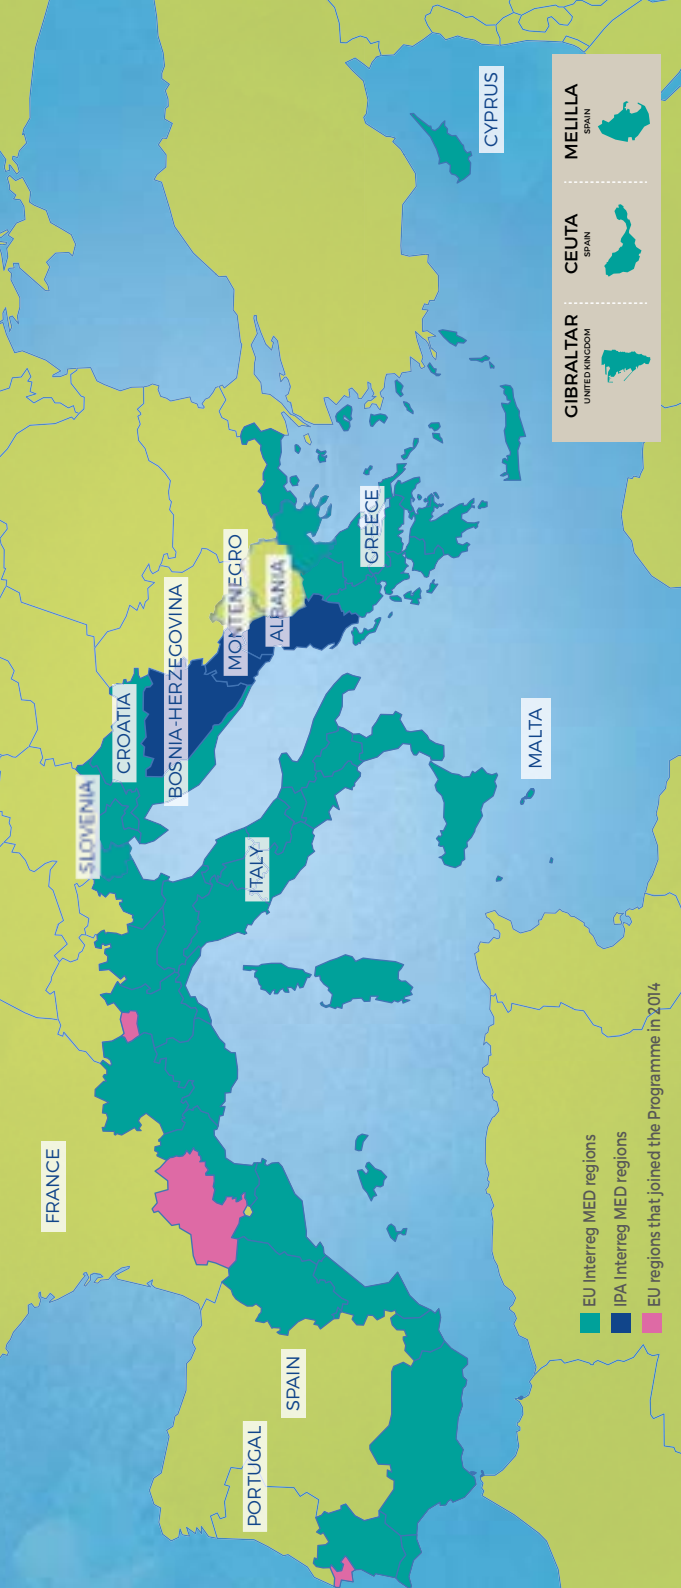 FRANCE
PORTUGAL
SPAIN
ITALY
SLOVENIA
CROATIA
BOSNIA-HERZEGOVINA
MONTENEGRO
ALBANIA
GREECE
MALTA
CYPRUS
EU Interreg MED regions
IPA Interreg MED regions
EU regions that joined the Programme in 2014
GIBRALTAR
UNITED KINGDOM
CEUTA
SPAIN
MELILLA
SPAIN